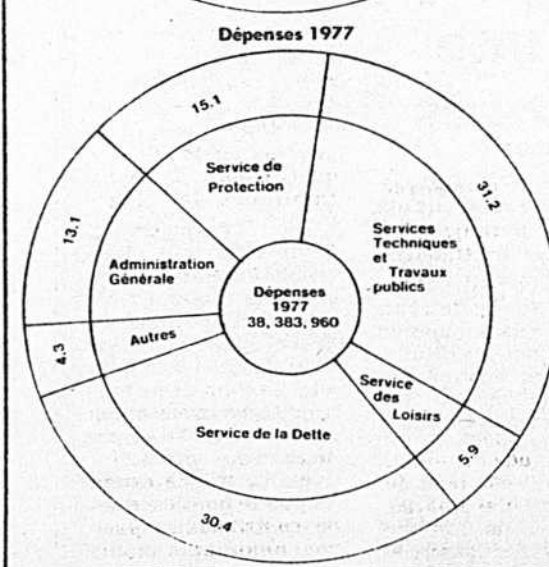 Dépenses 1977
15.1
31.2
Service de
Protection
13.1
Services
Techniques
et
Travaux
publics
Administration
Générale
Dépenses
1977
38, 383, 960
4.3
Autres
Service
des
Loisirs
5.9
Service de la Dette
30.4